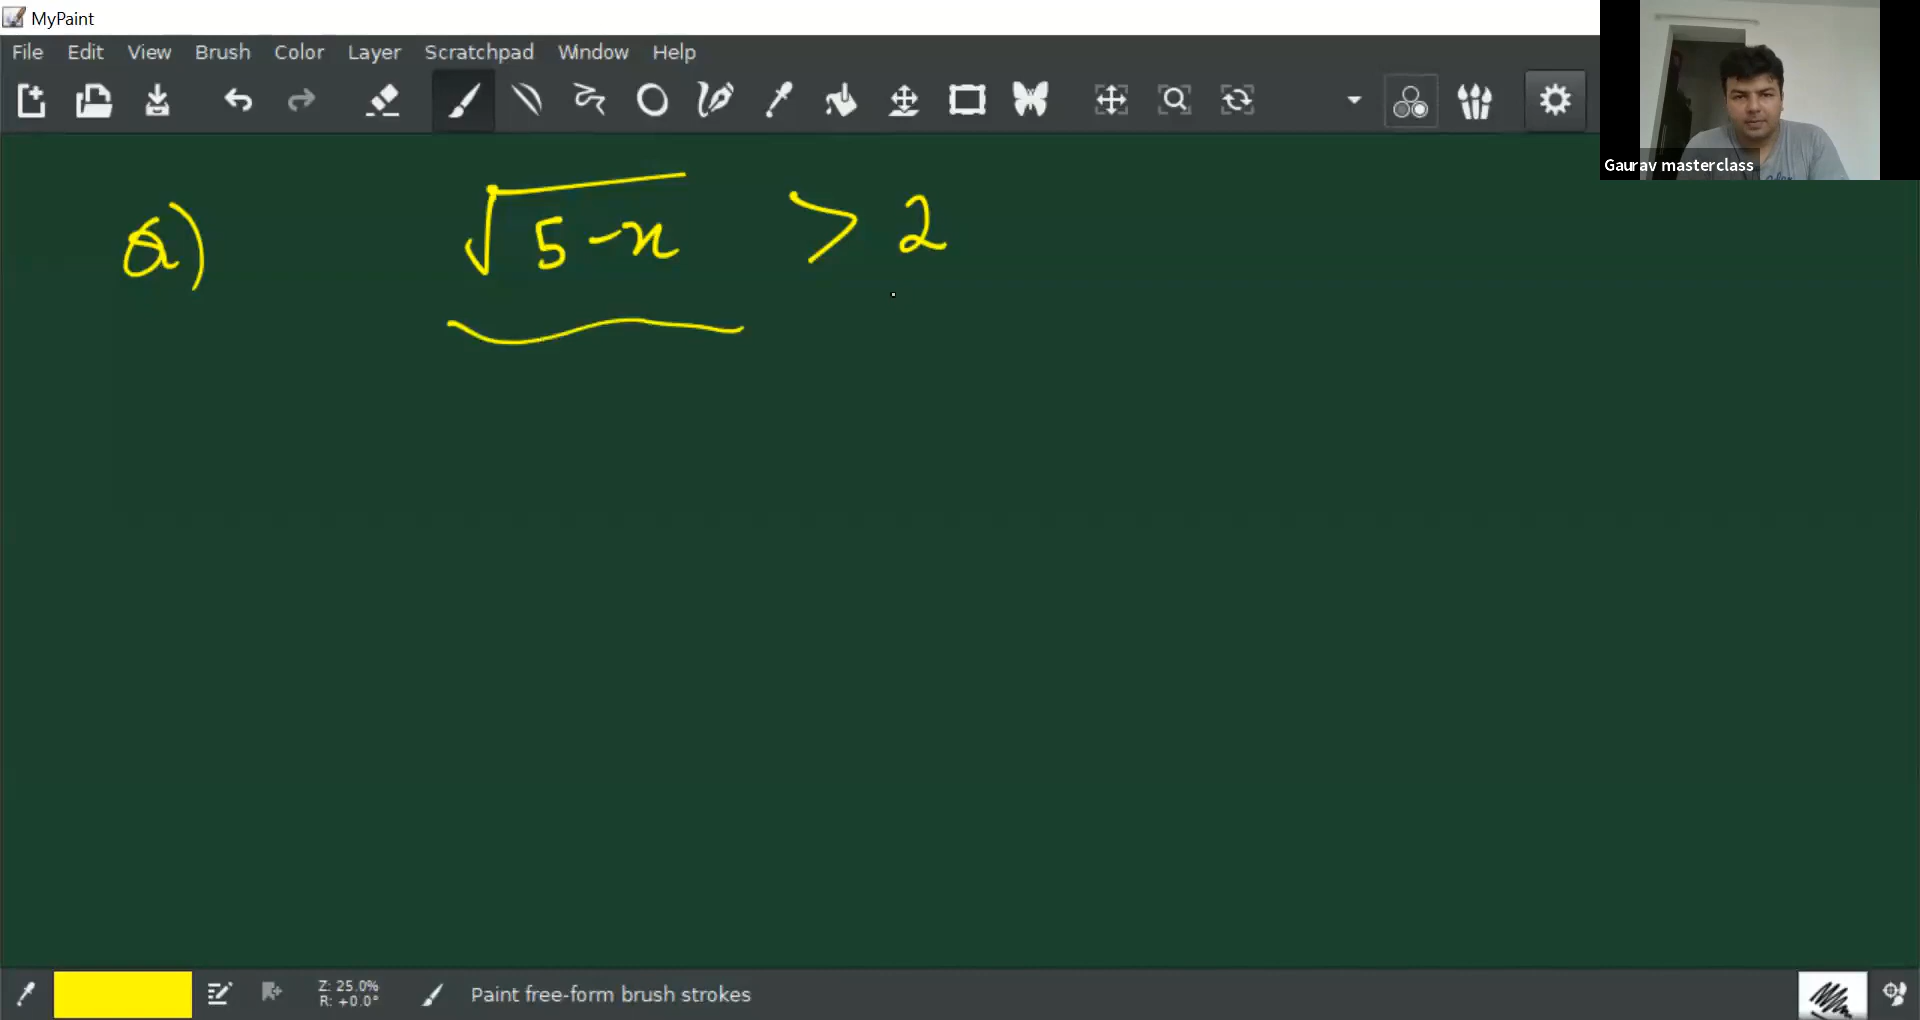 MyPaint
File Edit View Brush Color Layer Scratchpad Window Help
Gaurav masterclass
Q) √5-x > 2
Z: 25.0%
R: +0.0°
Paint free-form brush strokes